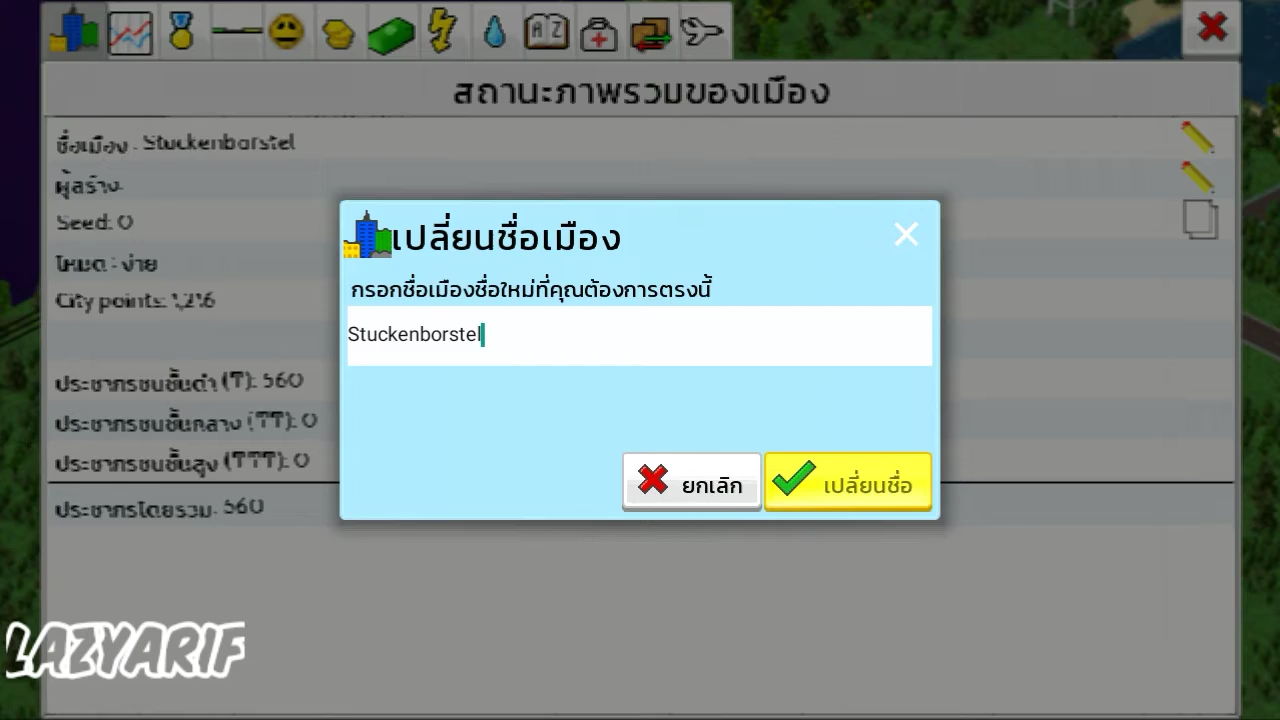 สถานะภาพรวมของเมือง
ชื่อเมือง : Stuckenborstel
ผู้สร้าง:
Seed: 0
โหมด : ง่าย
City points: 1,216
ประชากรชนชั้นต่ำ (₸): 560
ประชากรชนชั้นกลาง (₸₸): 0
ประชากรชนชั้นสูง (₸₸₸): 0
ประชากรโดยรวม: 560
เปลี่ยนชื่อเมือง
กรอกชื่อเมืองชื่อใหม่ที่คุณต้องการตรงนี้
Stuckenborstel
ยกเลิก
เปลี่ยนชื่อ
LAZYARIF